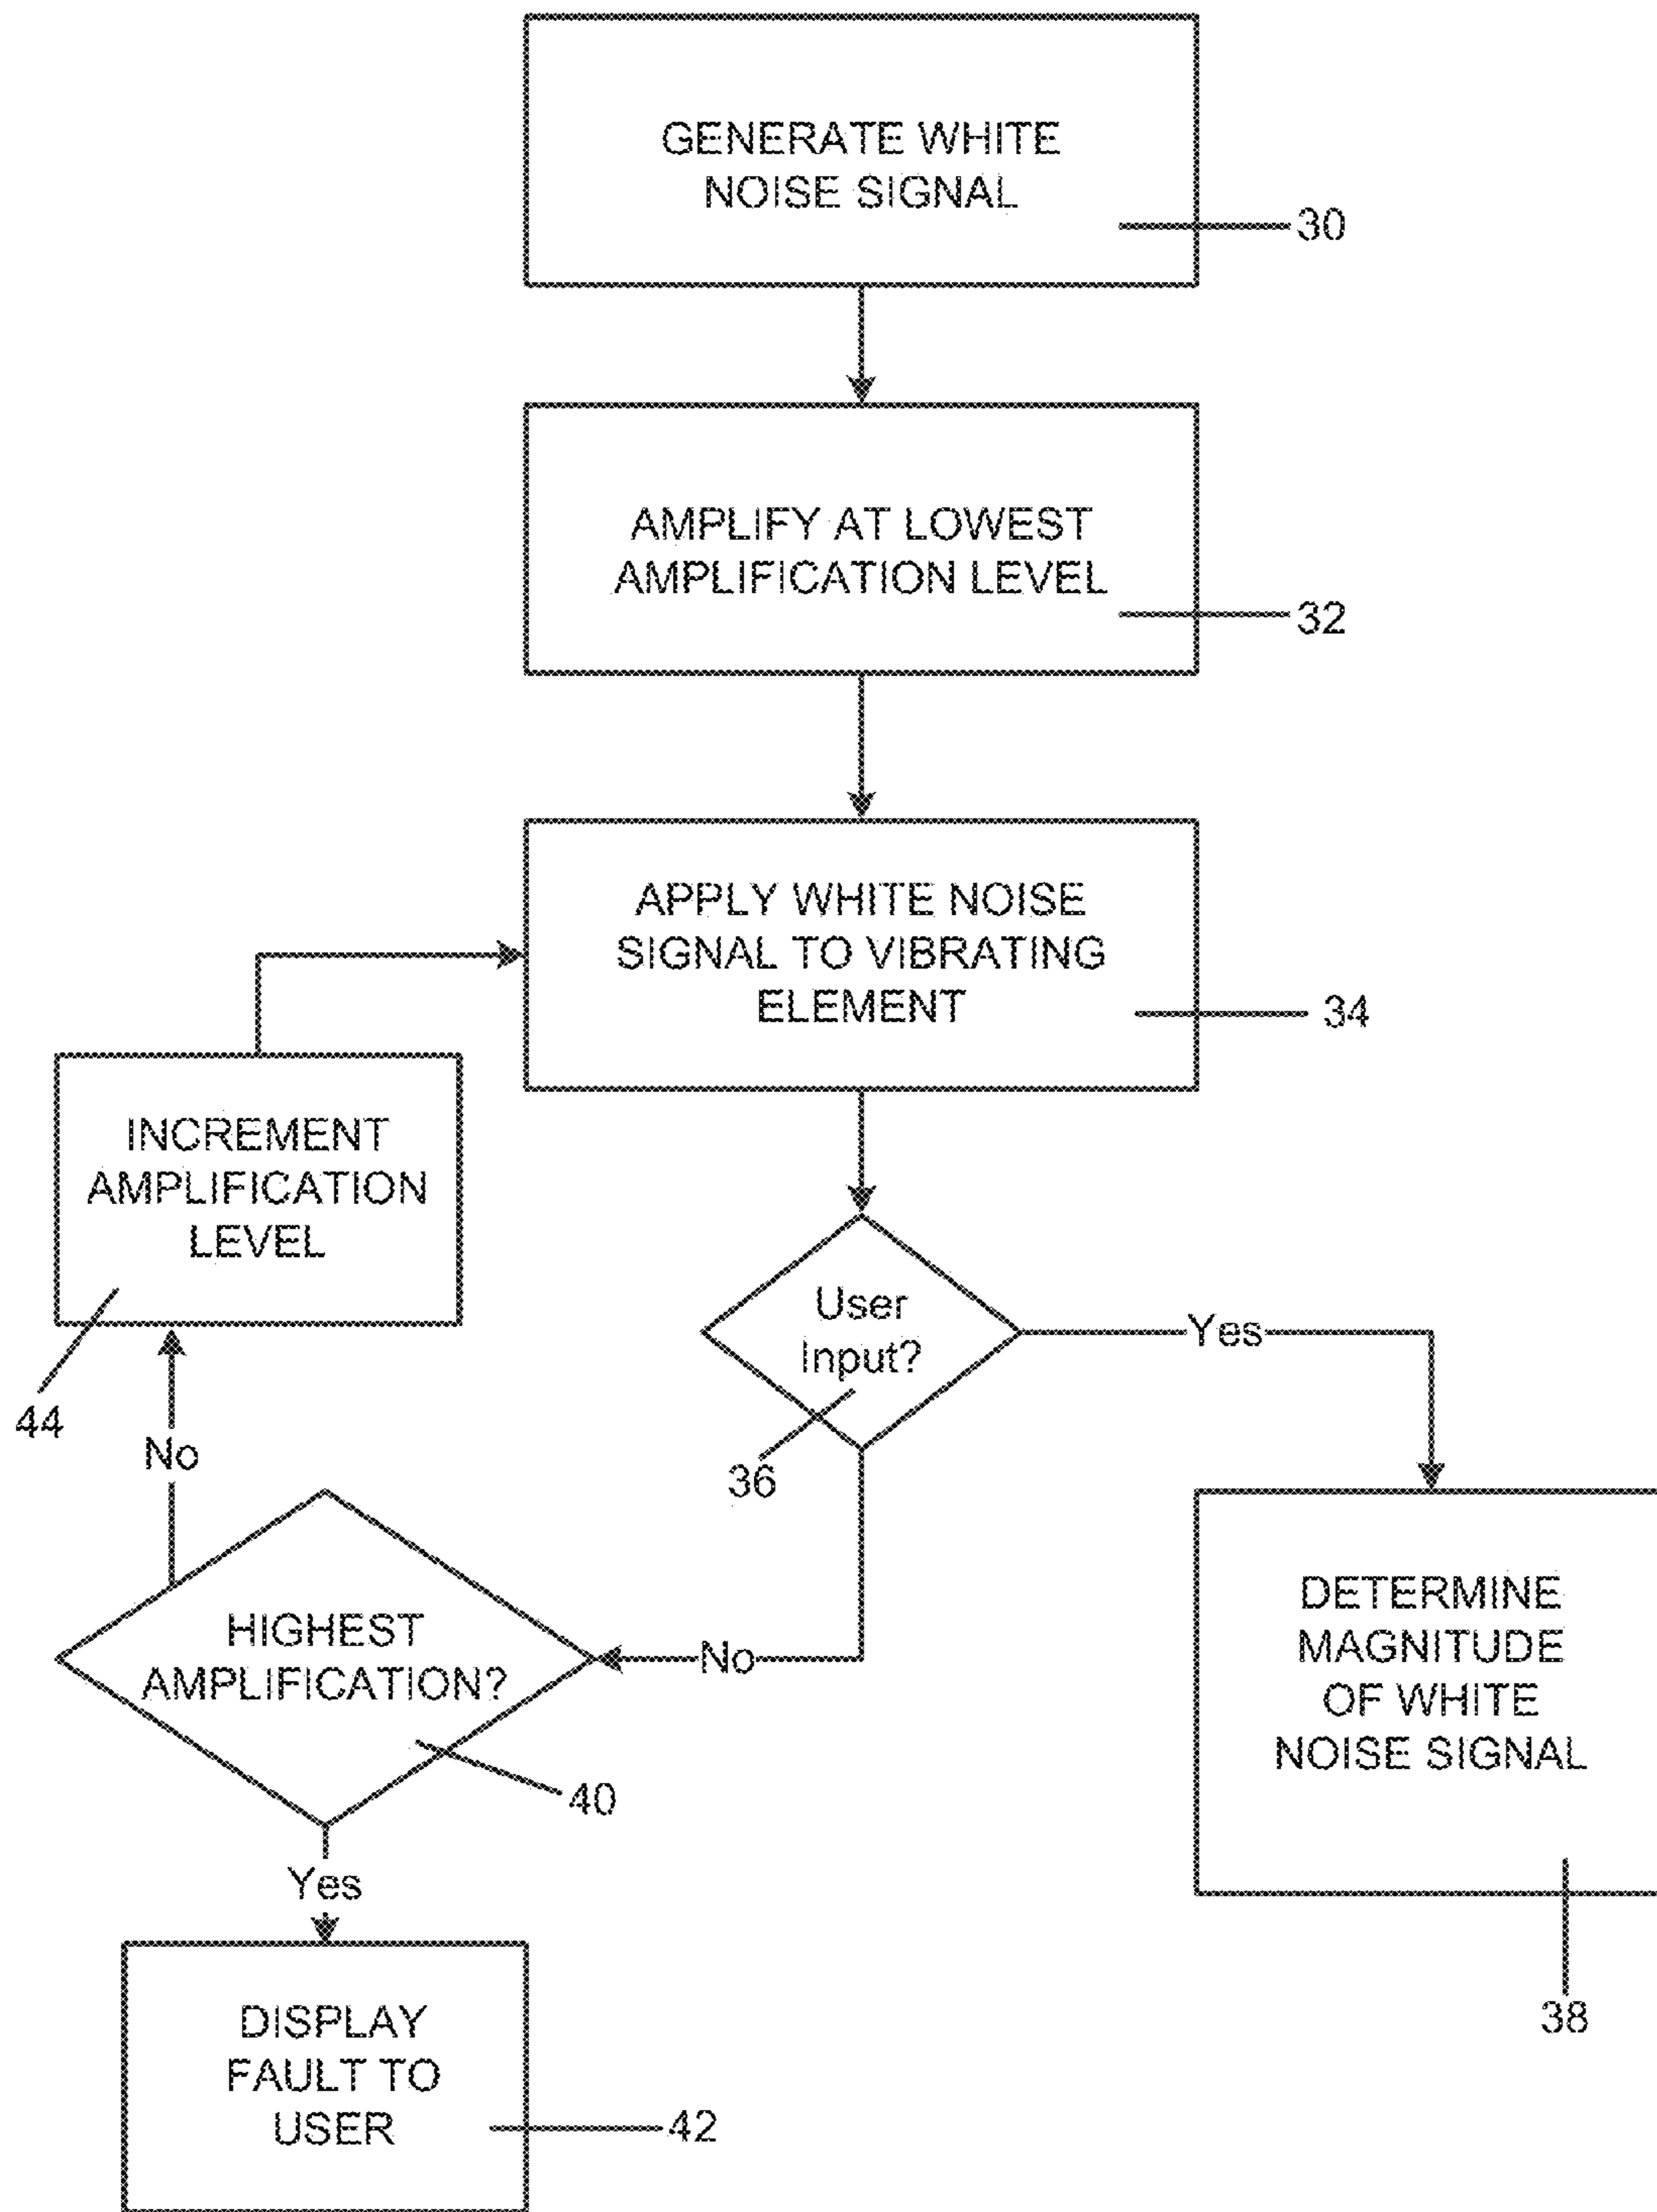 GENERATE WHITE
NOISE SIGNAL
30
AMPLIFY AT LOWEST
AMPLIFICATION LEVEL
32
APPLY WHITE NOISE
SIGNAL TO VIBRATING
ELEMENT
34
INCREMENT
AMPLIFICATION
LEVEL
44
User
Input?
36
Yes
No
No
HIGHEST
AMPLIFICATION?
40
DETERMINE
MAGNITUDE
OF WHITE
NOISE SIGNAL
38
Yes
DISPLAY
FAULT TO
USER
42